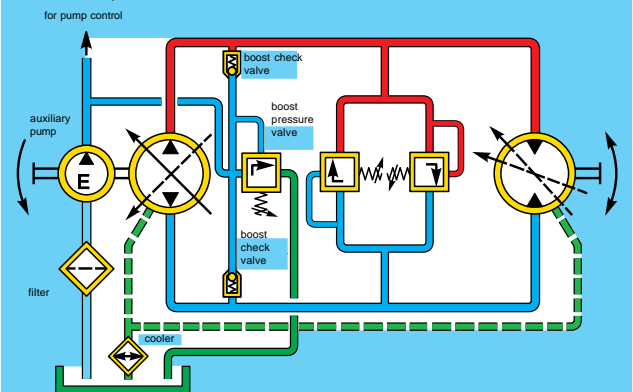 for pump control
boost check
valve
auxiliary
pump
boost
pressure
valve
E
boost
check
valve
filter
cooler